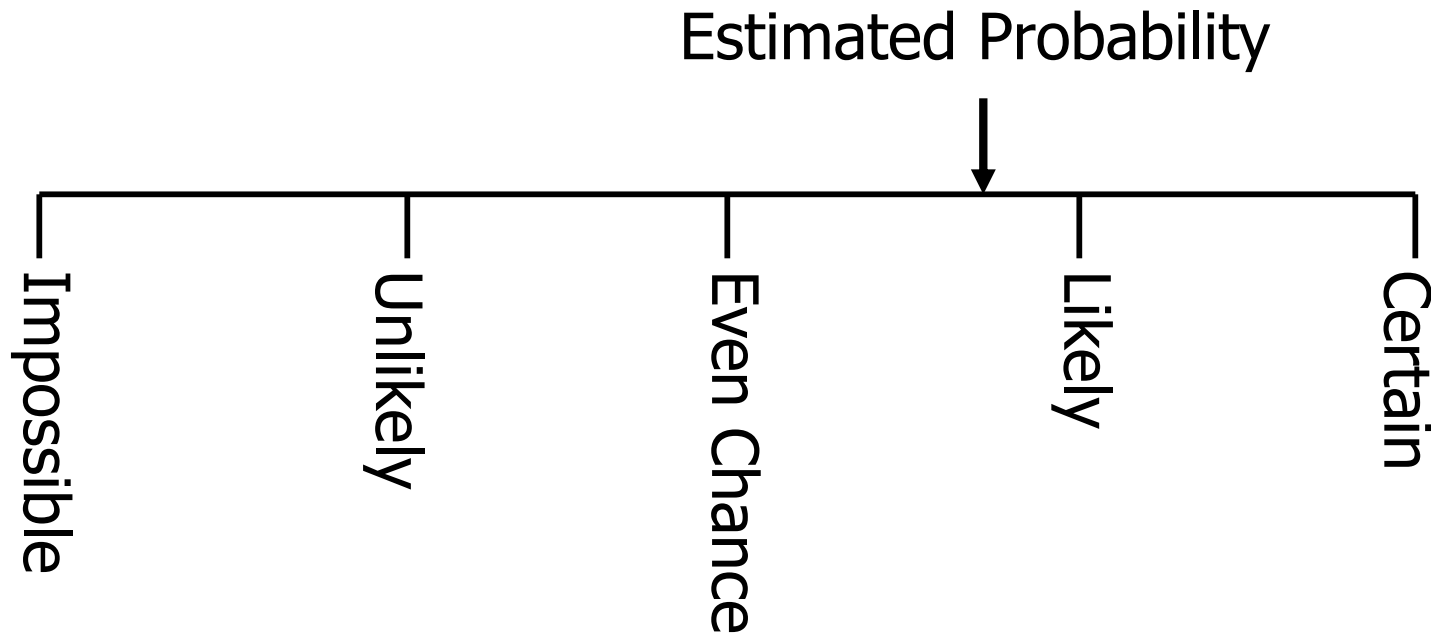 Estimated Probability
Impossible
Unlikely
Even Chance
Likely
Certain